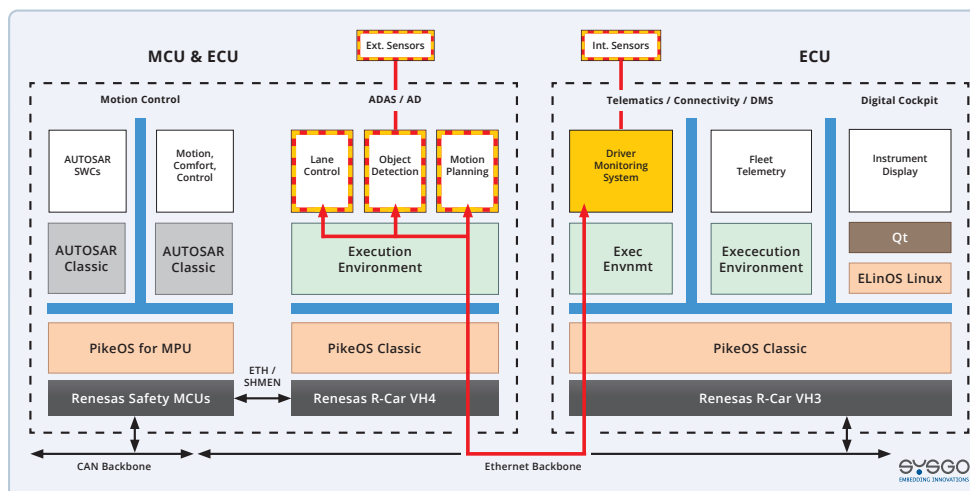 Ext. Sensors
Int. Sensors
MCU & ECU
ECU
Motion Control
ADAS / AD
Telematics / Connectivity / DMS
Digital Cockpit
AUTOSAR
SWCs
Motion,
Comfort,
Control
Lane
Control
Object
Detection
Motion
Planning
Driver
Monitoring
System
Fleet
Telemetry
Instrument
Display
AUTOSAR
Classic
AUTOSAR
Classic
Execution
Environment
Exec
Envnmt
Excecution
Environment
Qt
ELinOS Linux
PikeOS for MPU
PikeOS Classic
PikeOS Classic
ETH /
SHMEN
Renesas Safety MCUs
Renesas R-Car VH4
Renesas R-Car VH3
CAN Backbone
Ethernet Backbone
SYSGO
EMBEDDING INNOVATIONS